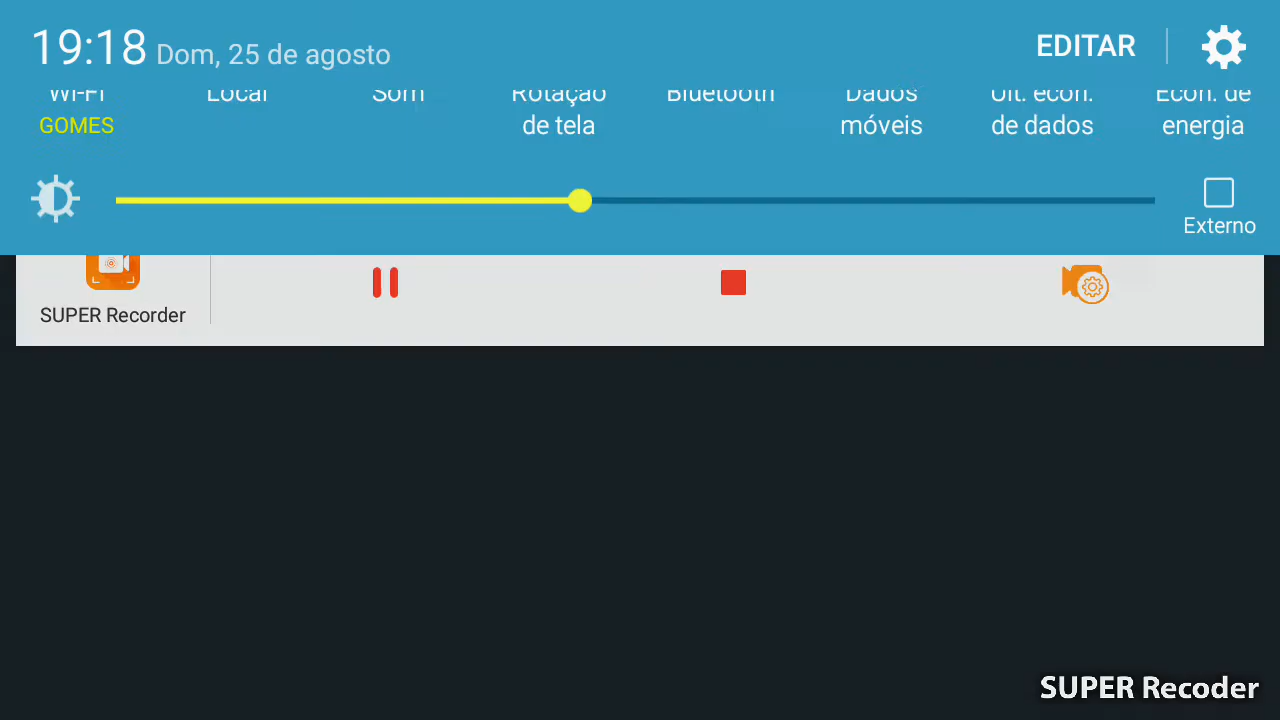 19:18 Dom, 25 de agosto EDITAR
Wi-Fi Local Som Rotação Bluetooth Dados Últ. econ. Econ. de
GOMES de tela móveis de dados energia
Externo
SUPER Recorder
SUPER Recoder